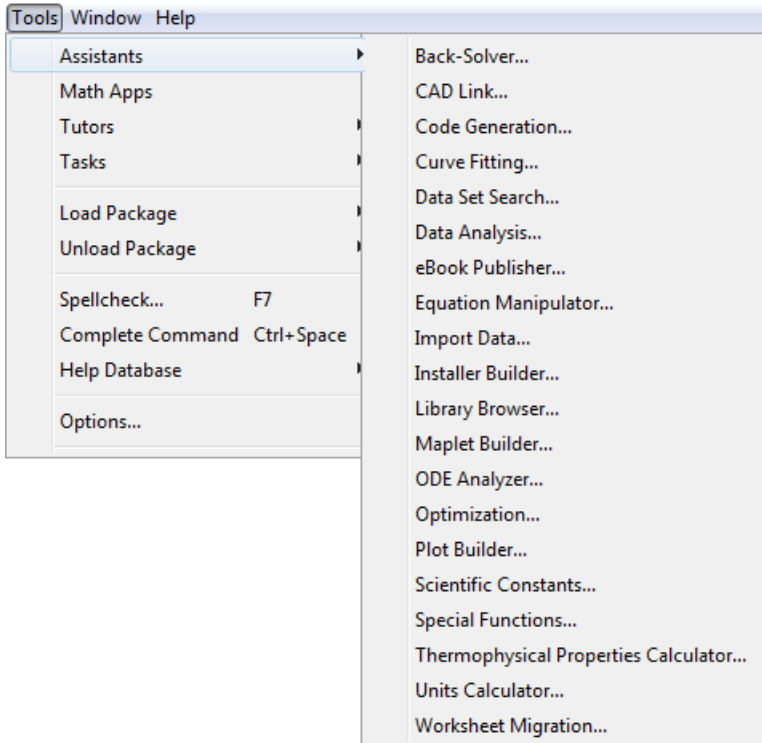 Tools Window Help
Assistants
Math Apps
Tutors
Tasks
Load Package
Unload Package
Spellcheck... F7
Complete Command Ctrl+Space
Help Database
Options...
Back-Solver...
CAD Link...
Code Generation...
Curve Fitting...
Data Set Search...
Data Analysis...
eBook Publisher...
Equation Manipulator...
Import Data...
Installer Builder...
Library Browser...
Maplet Builder...
ODE Analyzer...
Optimization...
Plot Builder...
Scientific Constants...
Special Functions...
Thermophysical Properties Calculator...
Units Calculator...
Worksheet Migration...